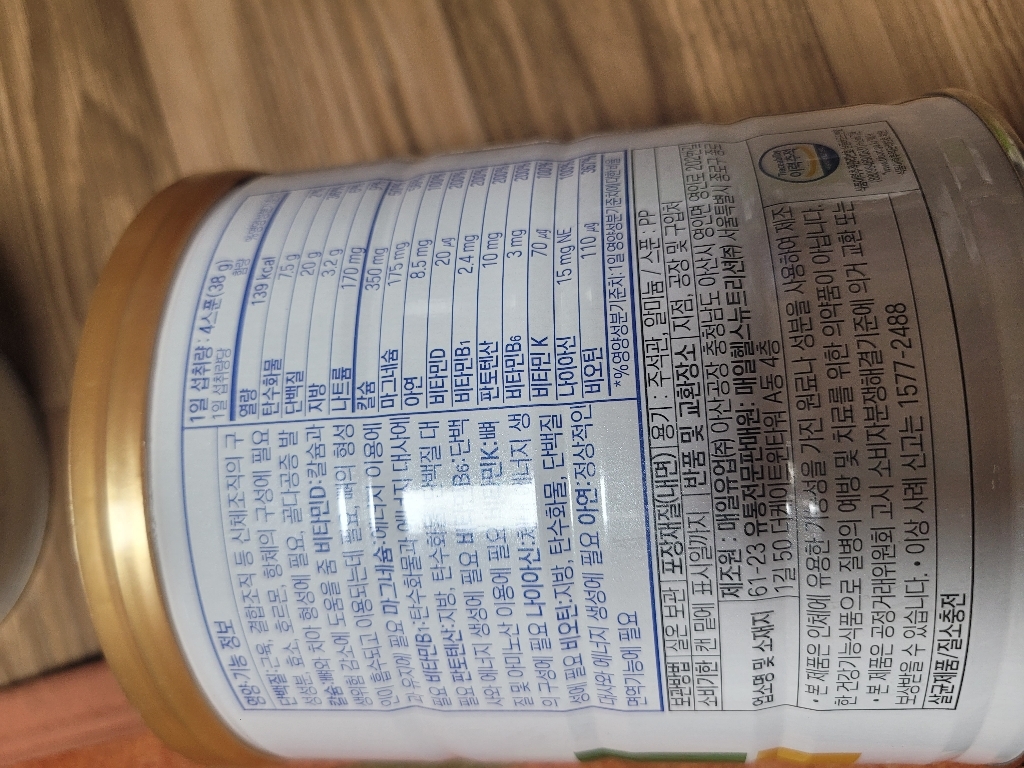 영양·기능 정보
단백질:근육, 결합조직 등 신체조직의 구
성성분, 효소, 호르몬, 항체의 구성에 필요
칼슘:뼈와 치아 형성에 필요, 골다공증 발
생위험 감소에 도움을 줌 비타민D:칼슘과
인이 흡수되고 이용되는데 필요, 뼈의 형성
과 유지에 필요 마그네슘:에너지 이용에
필요 비타민B1:탄수화물과 에너지 대사에
필요 판토텐산:지방, 탄수화물, 단백질 대
사와 에너지 생성에 필요 비타민B6:단백
질 및 아미노산 이용에 필요 비타민K:뼈
의 구성에 필요 나이아신:체내 에너지 생
성에 필요 비오틴:지방, 탄수화물, 단백질
대사와 에너지 생성에 필요 아연:정상적인
면역기능에 필요
1일 섭취량 : 4스푼(38 g)
1일 섭취량당 함량
열량 139 kcal
탄수화물 7.5 g
단백질 20 g
지방 3.2 g
나트륨 170 mg
칼슘 350 mg
마그네슘 175 mg
아연 8.5 mg
비타민D 20 ㎍
비타민B1 2.4 mg
판토텐산 10 mg
비타민B6 3 mg
비타민K 70 ㎍
나이아신 15 mg NE
비오틴 110 ㎍
*%영양성분기준치: 1일영양성분기준치에대한비율
보관방법 실온 보관 포장재질(내면) 용기 : 주석관, 알미늄 / 스푼 : PP
소비기한 캔 밑에 표시일까지 반품 및 교환장소 지점, 공장 및 구입처
업소명 및 소재지 제조원 : 매일유업㈜ 아산공장 충청남도 아산시 영인면 영인로
61-23 유통전문판매원: 매일헬스뉴트리션㈜ 서울특별시 종로구 종로
1길 50 더케이트윈타워 A동 4층
• 본 제품은 인체에 유용한 기능성을 가진 원료나 성분을 사용하여 제조
한 건강기능식품으로 질병의 예방 및 치료를 위한 의약품이 아닙니다.
• 본 제품은 공정거래위원회 고시 소비자분쟁해결기준에 의거 교환 또는
보상받을 수 있습니다. • 이상 사례 신고는 1577-2488
살균제품/질소충전